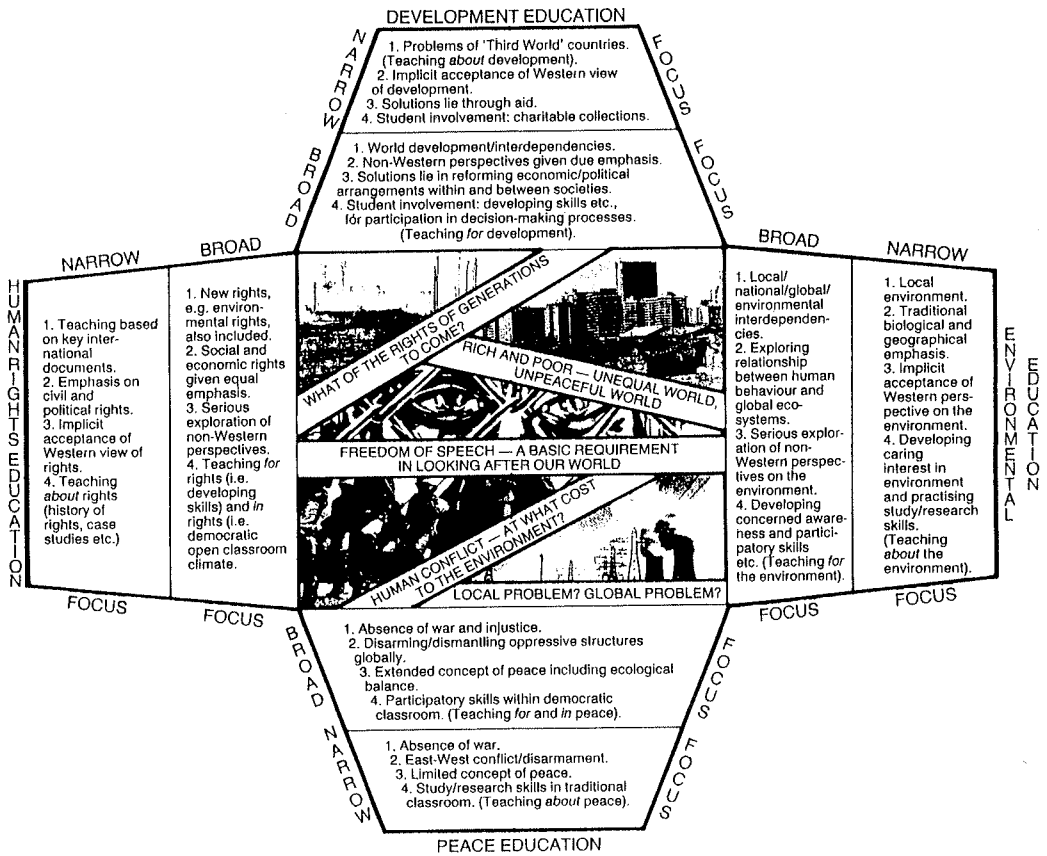 DEVELOPMENT EDUCATION
NARROW
FOCUS
1. Problems of 'Third World' countries.
(Teaching about development).
2. Implicit acceptance of Western view
of development.
3. Solutions lie through aid.
4. Student involvement: charitable collections.
BROAD
FOCUS
1. World development/interdependencies.
2. Non-Western perspectives given due emphasis.
3. Solutions lie in reforming economic/political
arrangements within and between societies.
4. Student involvement: developing skills etc.,
for participation in decision-making processes.
(Teaching for development).
HUMAN RIGHTS EDUCATION
NARROW
1. Teaching based
on key inter-
national
documents.
2. Emphasis on
civil and
political rights.
3. Implicit
acceptance of
Western view of
rights.
4. Teaching
about rights
(history of
rights, case
studies etc.)
FOCUS
BROAD
1. New rights,
e.g. environ-
mental rights,
also included.
2. Social and
economic rights
given equal
emphasis.
3. Serious
exploration of
non-Western
perspectives.
4. Teaching for
rights (i.e.
developing
skills) and in
rights (i.e.
democratic
open classroom
climate.
FOCUS
WHAT OF THE RIGHTS OF GENERATIONS
TO COME?
RICH AND POOR — UNEQUAL WORLD,
UNPEACEFUL WORLD
FREEDOM OF SPEECH — A BASIC REQUIREMENT
IN LOOKING AFTER OUR WORLD
HUMAN CONFLICT — AT WHAT COST
TO THE ENVIRONMENT?
LOCAL PROBLEM? GLOBAL PROBLEM?
BROAD
1. Local/
national/global/
environmental
interdependen-
cies.
2. Exploring
relationship
between human
behaviour and
global eco-
systems.
3. Serious explor-
ation of non-
Western perspec-
tives on the
environment.
4. Developing
concerned aware-
ness and partici-
patory skills
etc. (Teaching for
the environment).
FOCUS
NARROW
1. Local
environment.
2. Traditional
biological and
geographical
emphasis.
3. Implicit
acceptance of
Western pers-
pective on the
environment.
4. Developing
caring
interest in
environment
and practising
study/research
skills.
(Teaching
about the
environment).
FOCUS
ENVIRONMENTAL
EDUCATION
BROAD
FOCUS
1. Absence of war and injustice.
2. Disarming/dismantling oppressive structures
globally.
3. Extended concept of peace including ecological
balance.
4. Participatory skills within democratic
classroom. (Teaching for and in peace).
NARROW
FOCUS
1. Absence of war.
2. East-West conflict/disarmament.
3. Limited concept of peace.
4. Study/research skills in traditional
classroom. (Teaching about peace).
PEACE EDUCATION